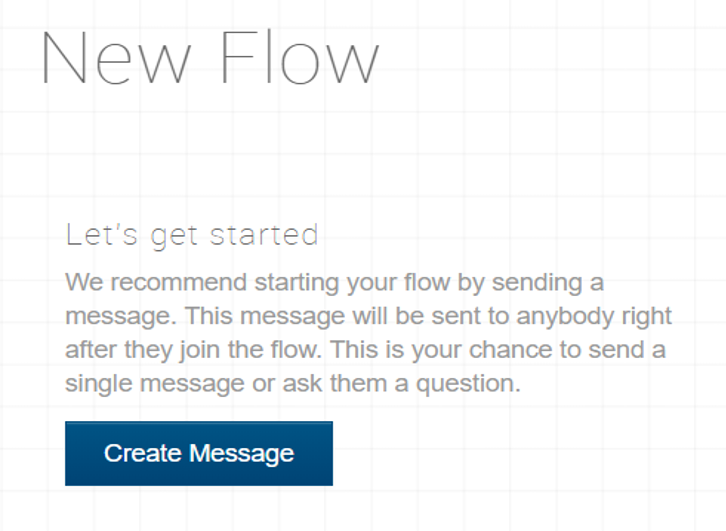 New Flow
Let's get started
We recommend starting your flow by sending a
message. This message will be sent to anybody right
after they join the flow. This is your chance to send a
single message or ask them a question.
Create Message